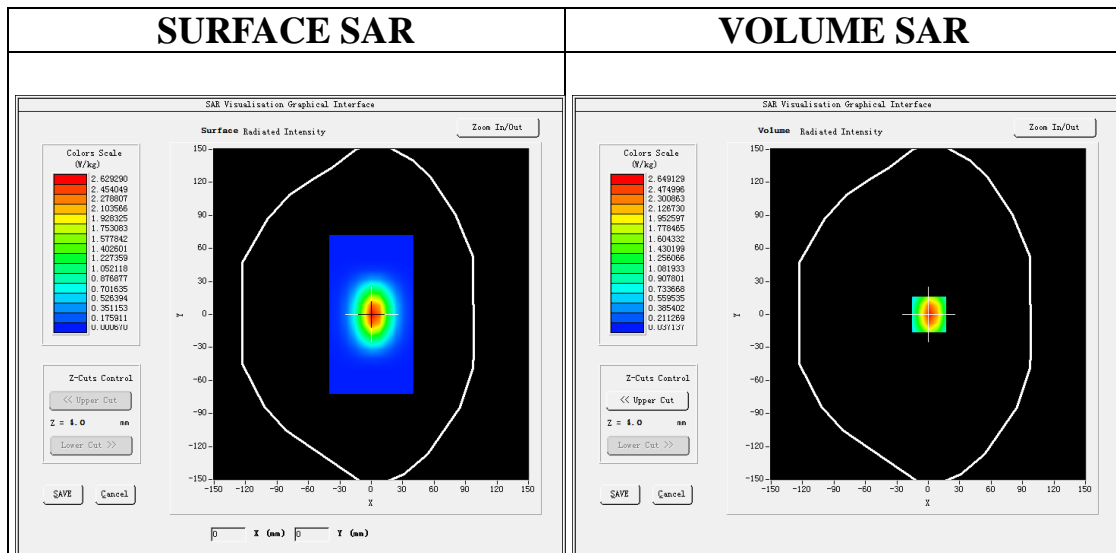 SURFACE SAR
VOLUME SAR
SAR Visualisation Graphical Interface
Surface Radiated Intensity
Zoom In/Out
Colors Scale
(W/kg)
2.629290
2.454049
2.278807
2.103566
1.928325
1.753083
1.577842
1.402601
1.227359
1.052118
0.876877
0.701635
0.526394
0.351153
0.175911
0.000670
Z-Cuts Control
<< Upper Cut
Z = 4.0 mm
Lower Cut >>
SAVE Cancel
150
120
90
60
30
0
-30
-60
-90
-120
-150
Y
-150 -120 -90 -60 -30 0 30 60 90 120 150
X
0 X (mm) 0 Y (mm)
SAR Visualisation Graphical Interface
Volume Radiated Intensity
Zoom In/Out
Colors Scale
(W/kg)
2.649129
2.474996
2.300863
2.126730
1.952597
1.778465
1.604332
1.430199
1.256066
1.081933
0.907801
0.733668
0.559535
0.385402
0.211269
0.037137
Z-Cuts Control
<< Upper Cut
Z = 4.0 mm
Lower Cut >>
SAVE Cancel
150
120
90
60
30
0
-30
-60
-90
-120
-150
Y
-150 -120 -90 -60 -30 0 30 60 90 120 150
X